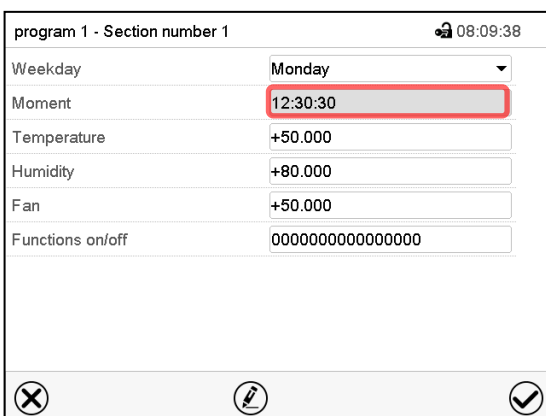 program 1 - Section number 1 08:09:38
Weekday Monday
Moment 12:30:30
Temperature +50.000
Humidity +80.000
Fan +50.000
Functions on/off 0000000000000000